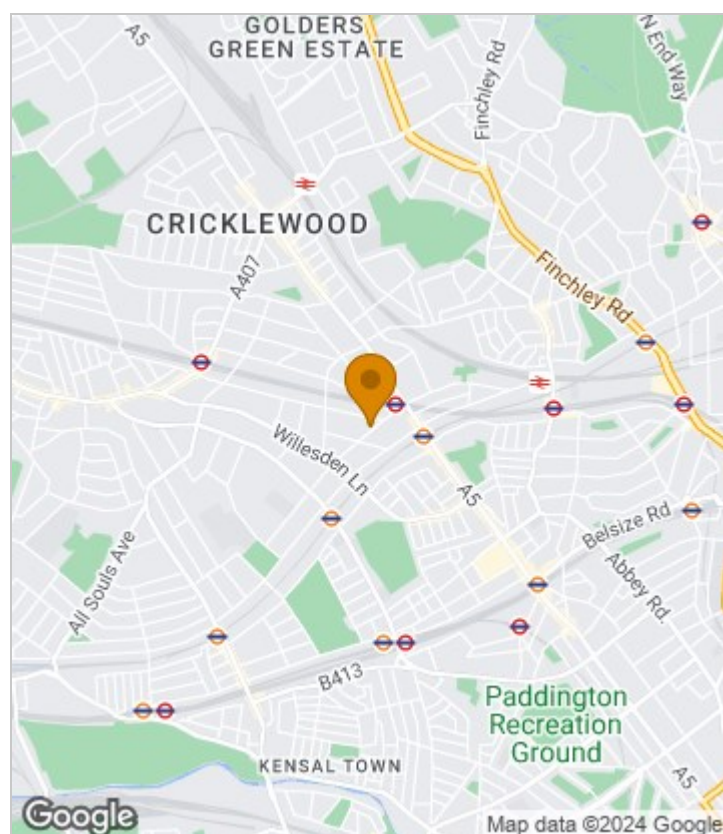 A5
GOLDERS
GREEN ESTATE
Finchley Rd
N End Way
CRICKLEWOOD
A407
Finchley Rd
Willesden Ln
A5
Belsize Rd
All Souls Ave
Abbey Rd.
B413
Paddington
Recreation
Ground
KENSAL TOWN
A5
Google
Map data ©2024 Google